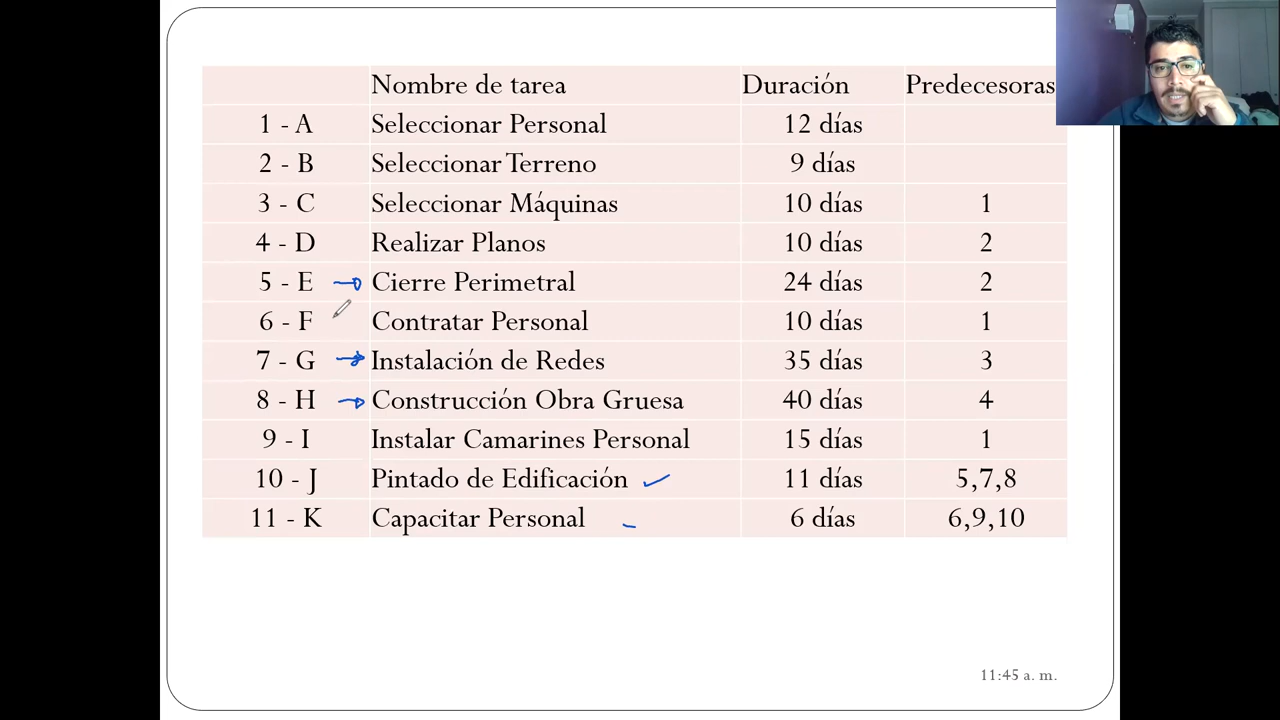 Nombre de tarea Duración Predecesoras
1 - A Seleccionar Personal 12 días
2 - B Seleccionar Terreno 9 días
3 - C Seleccionar Máquinas 10 días 1
4 - D Realizar Planos 10 días 2
5 - E Cierre Perimetral 24 días 2
6 - F Contratar Personal 10 días 1
7 - G Instalación de Redes 35 días 3
8 - H Construcción Obra Gruesa 40 días 4
9 - I Instalar Camarines Personal 15 días 1
10 - J Pintado de Edificación 11 días 5,7,8
11 - K Capacitar Personal 6 días 6,9,10
11:45 a. m.